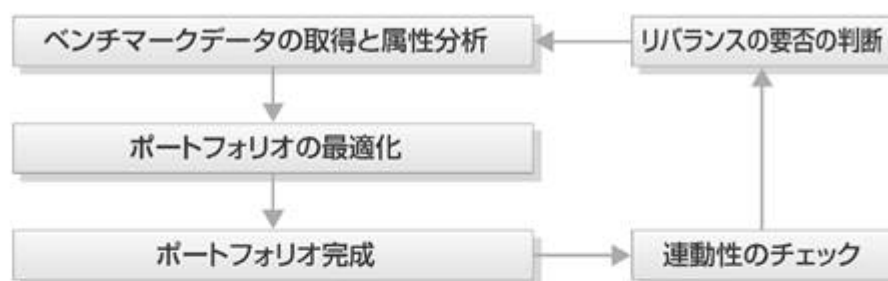 ベンチマークデータの取得と属性分析
リバランスの要否の判断
ポートフォリオの最適化
ポートフォリオ完成
連動性のチェック